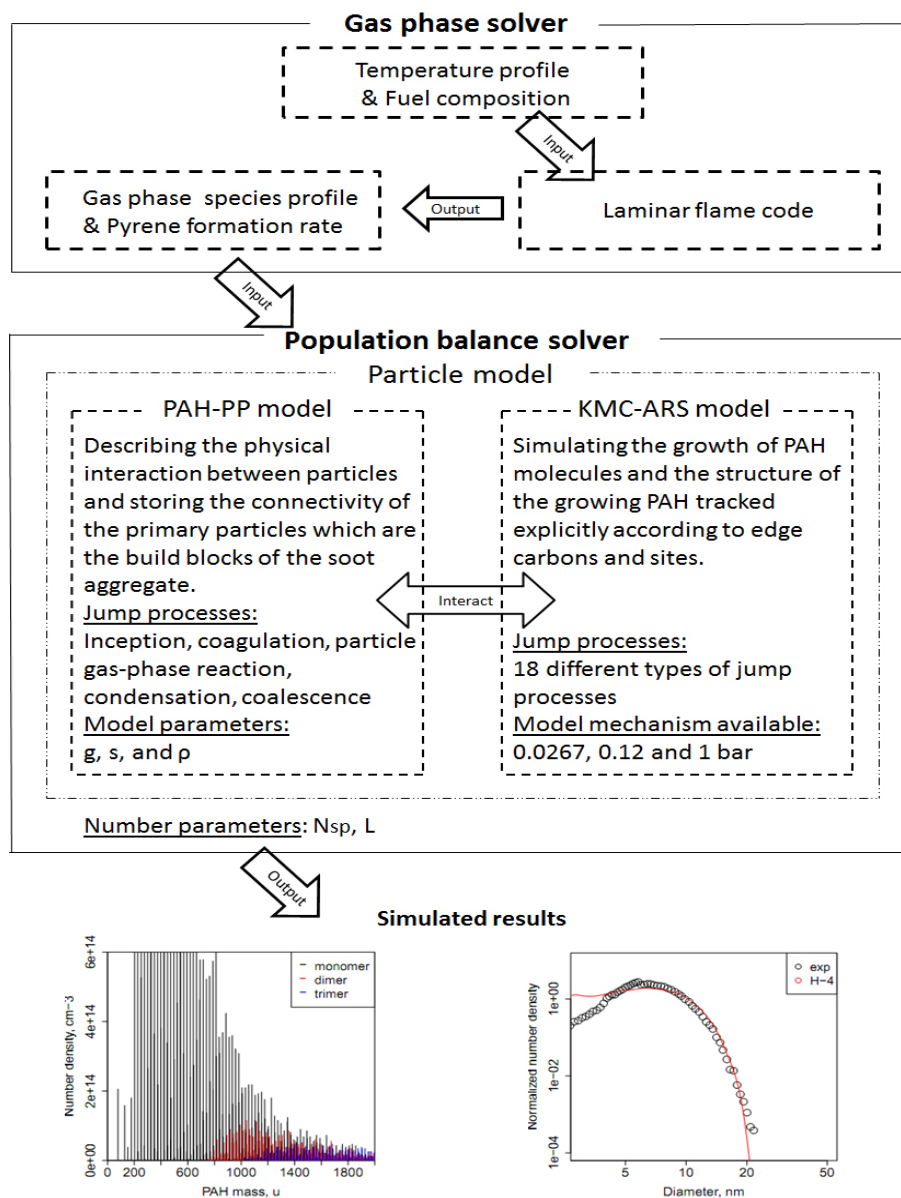 Gas phase solver
Temperature profile
& Fuel composition
Input
Gas phase species profile
& Pyrene formation rate
Output
Laminar flame code
Input
Population balance solver
Particle model
PAH-PP model
Describing the physical
interaction between particles
and storing the connectivity of
the primary particles which are
the build blocks of the soot
aggregate.
Jump processes:
Inception, coagulation, particle
gas-phase reaction,
condensation, coalescence
Model parameters:
g, s, and ρ
Interact
KMC-ARS model
Simulating the growth of PAH
molecules and the structure of
the growing PAH tracked
explicitly according to edge
carbons and sites.
Jump processes:
18 different types of jump
processes
Model mechanism available:
0.0267, 0.12 and 1 bar
Number parameters: Nsp, L
Output
Simulated results
Number density, cm-3
6e+14
4e+14
2e+14
0e+00
monomer
dimer
trimer
0 200 600 1000 1400 1800
PAH mass, u
Normalized number density
1e+00
1e-02
1e-04
exp
H-4
5 10 20 50
Diameter, nm